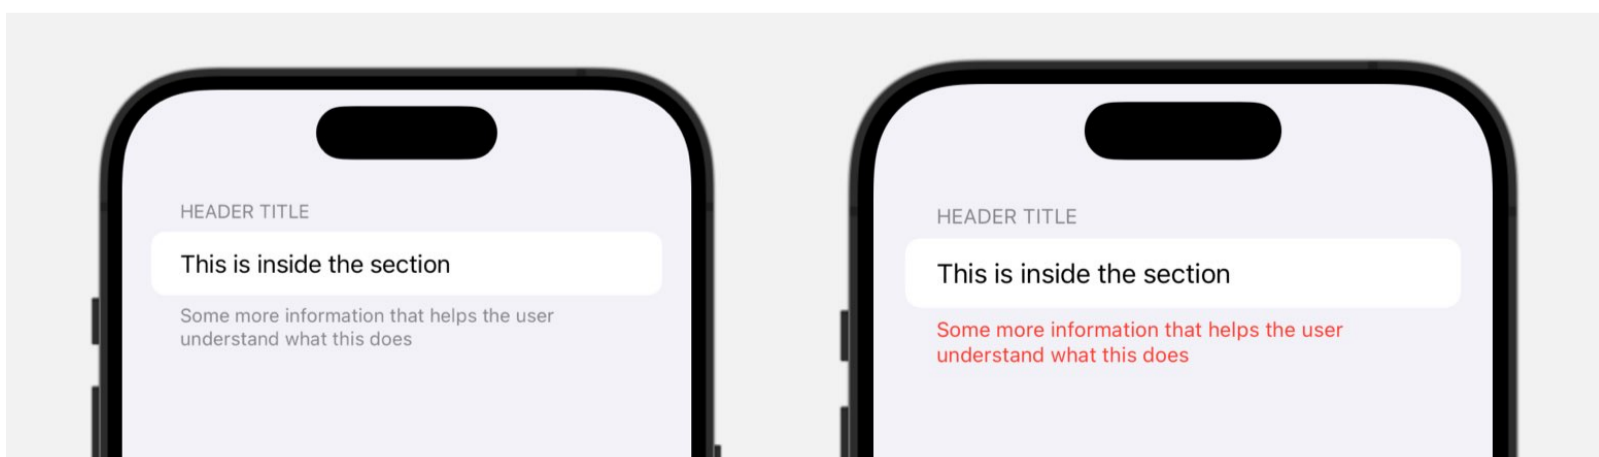 HEADER TITLE
This is inside the section
Some more information that helps the user
understand what this does
HEADER TITLE
This is inside the section
Some more information that helps the user
understand what this does